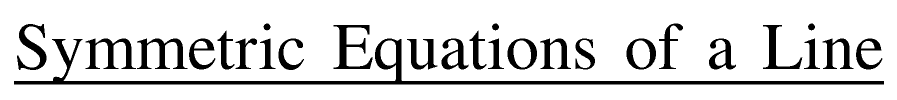 Symmetric Equations of a Line